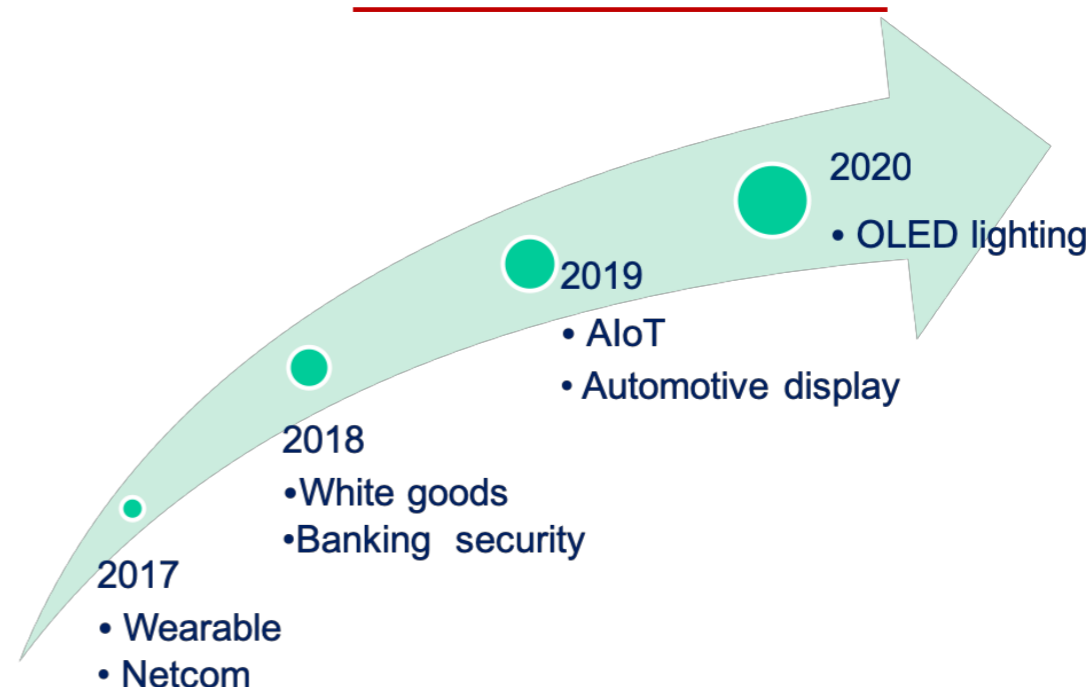 2017
• Wearable
• Netcom
2018
•White goods
•Banking security
2019
• AIoT
• Automotive display
2020
• OLED lighting